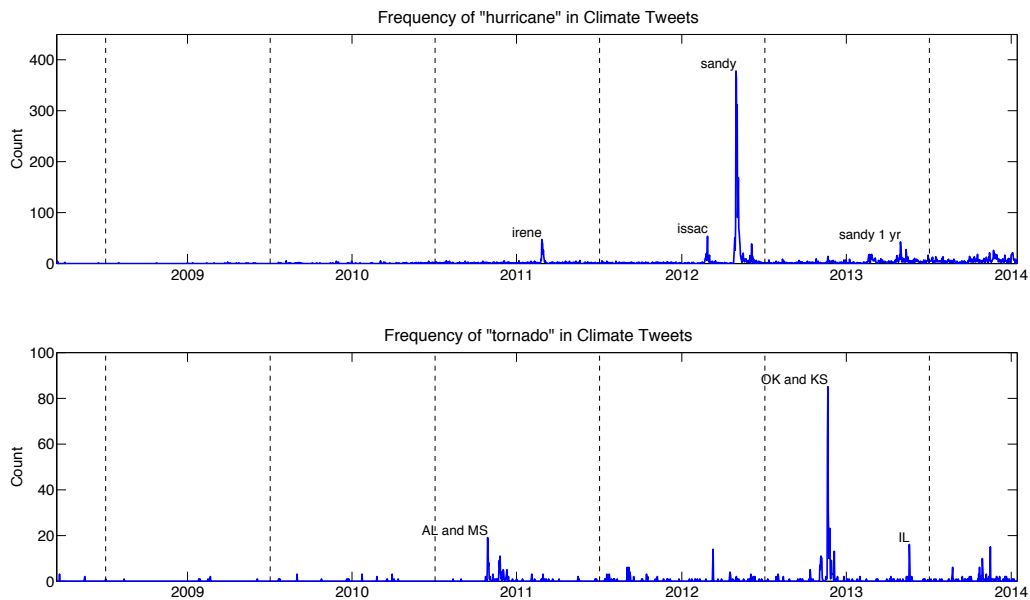 Frequency of "hurricane" in Climate Tweets
400
300
200
100
0
Count
irene
issac
sandy
sandy 1 yr
2009 2010 2011 2012 2013 2014
Frequency of "tornado" in Climate Tweets
100
80
60
40
20
0
Count
AL and MS
OK and KS
IL
2009 2010 2011 2012 2013 2014